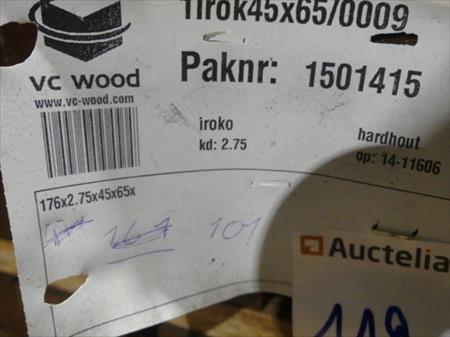 1irok45x65/0009
Paknr: 1501415
vc wood
www.vc-wood.com
iroko
kd: 2.75
hardhout
op: 14-11606
176x2.75x45x65x
101
Auctelia